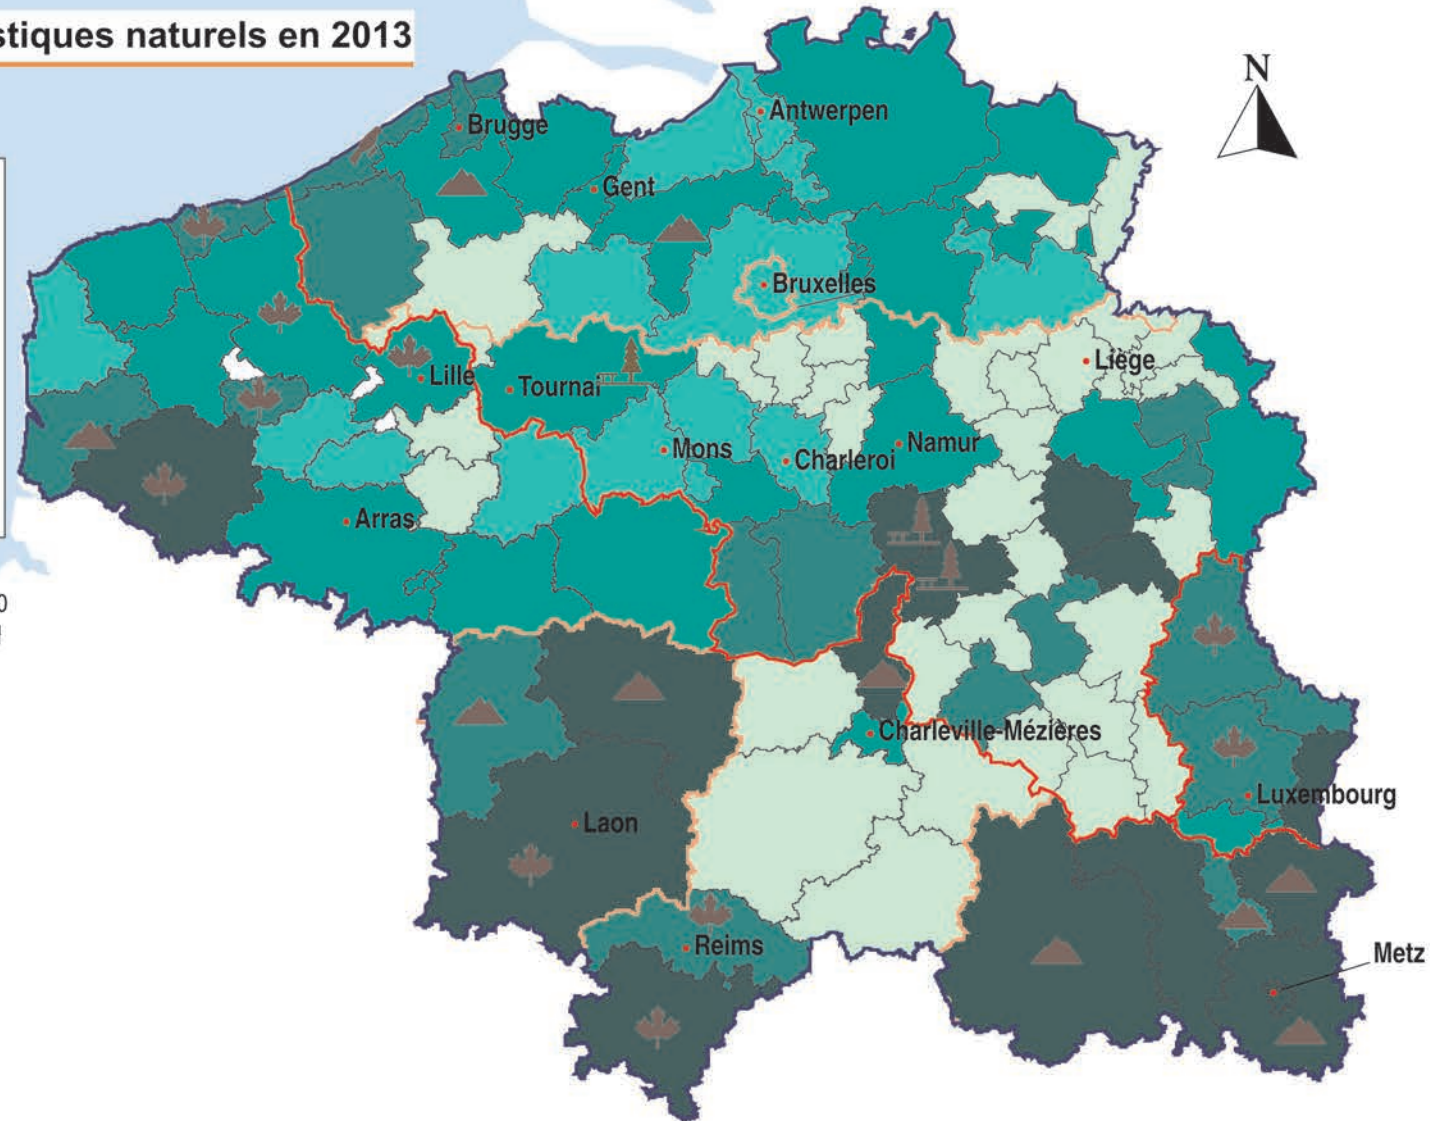 stiques naturels en 2013
N
Antwerpen
Brugge
Gent
Bruxelles
Liège
Lille
Tournai
Mons
Namur
Charleroi
Arras
0
Charleville-Mézières
Luxembourg
Laon
Reims
Metz